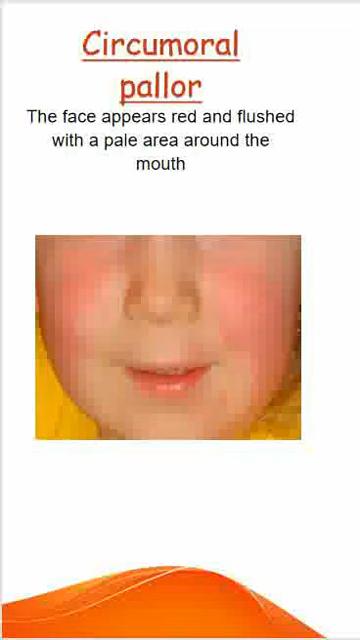 Circumoral
pallor
The face appears red and flushed
with a pale area around the
mouth